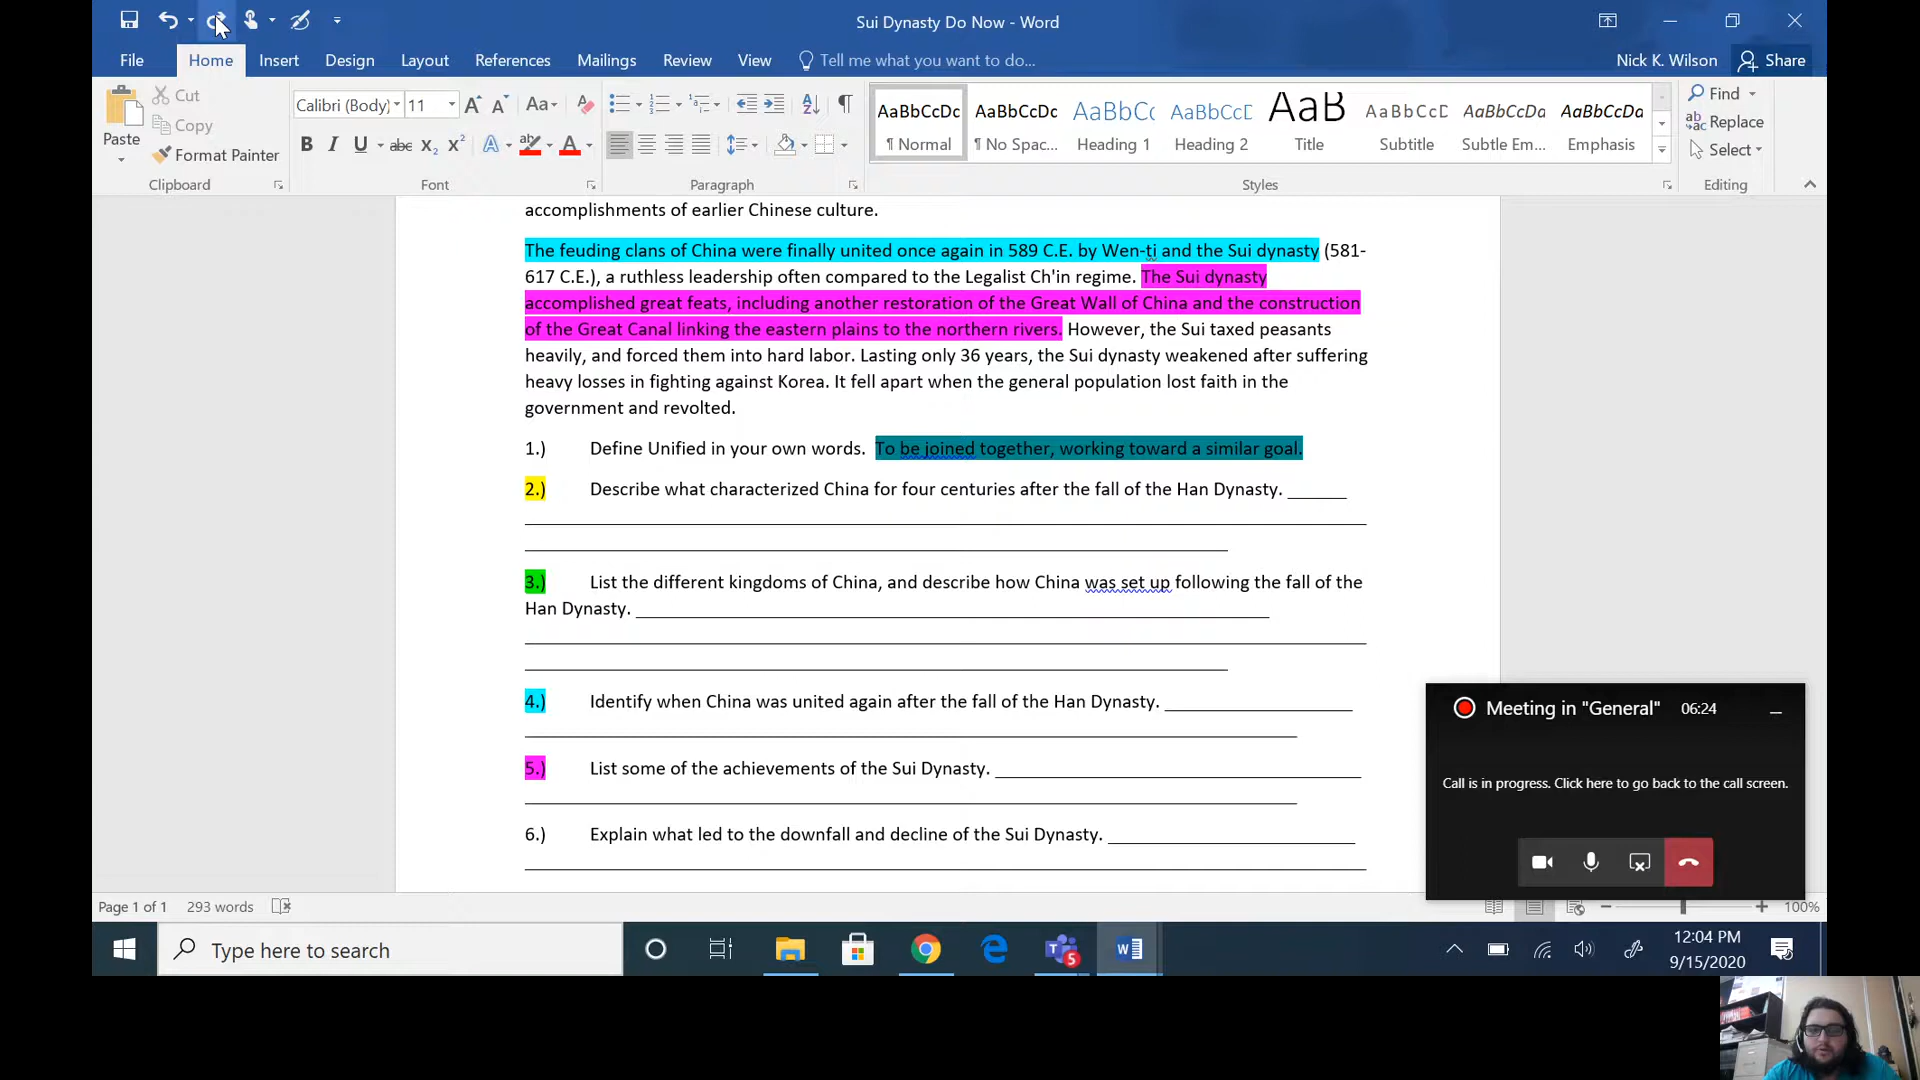 Sui Dynasty Do Now - Word
File Home Insert Design Layout References Mailings Review View Tell me what you want to do... Nick K. Wilson Share
Paste
Cut
Copy
Format Painter
Clipboard
Calibri (Body) 11
Font
Paragraph
AaBbCcDc AaBbCcDc AaBbCc AaBbCcE AaB AaBbCcD AaBbCcDa AaBbCcDa
¶ Normal ¶ No Spac... Heading 1 Heading 2 Title Subtitle Subtle Em... Emphasis
Styles
Find
Replace
Select
Editing
accomplishments of earlier Chinese culture.
The feuding clans of China were finally united once again in 589 C.E. by Wen-ti and the Sui dynasty (581-
617 C.E.), a ruthless leadership often compared to the Legalist Ch'in regime. The Sui dynasty
accomplished great feats, including another restoration of the Great Wall of China and the construction
of the Great Canal linking the eastern plains to the northern rivers. However, the Sui taxed peasants
heavily, and forced them into hard labor. Lasting only 36 years, the Sui dynasty weakened after suffering
heavy losses in fighting against Korea. It fell apart when the general population lost faith in the
government and revolted.
1.) Define Unified in your own words. To be joined together, working toward a similar goal.
2.) Describe what characterized China for four centuries after the fall of the Han Dynasty.
3.) List the different kingdoms of China, and describe how China was set up following the fall of the
Han Dynasty.
4.) Identify when China was united again after the fall of the Han Dynasty.
5.) List some of the achievements of the Sui Dynasty.
6.) Explain what led to the downfall and decline of the Sui Dynasty.
Meeting in "General" 06:24
Call is in progress. Click here to go back to the call screen.
Page 1 of 1 293 words 100%
Type here to search
5
12:04 PM
9/15/2020